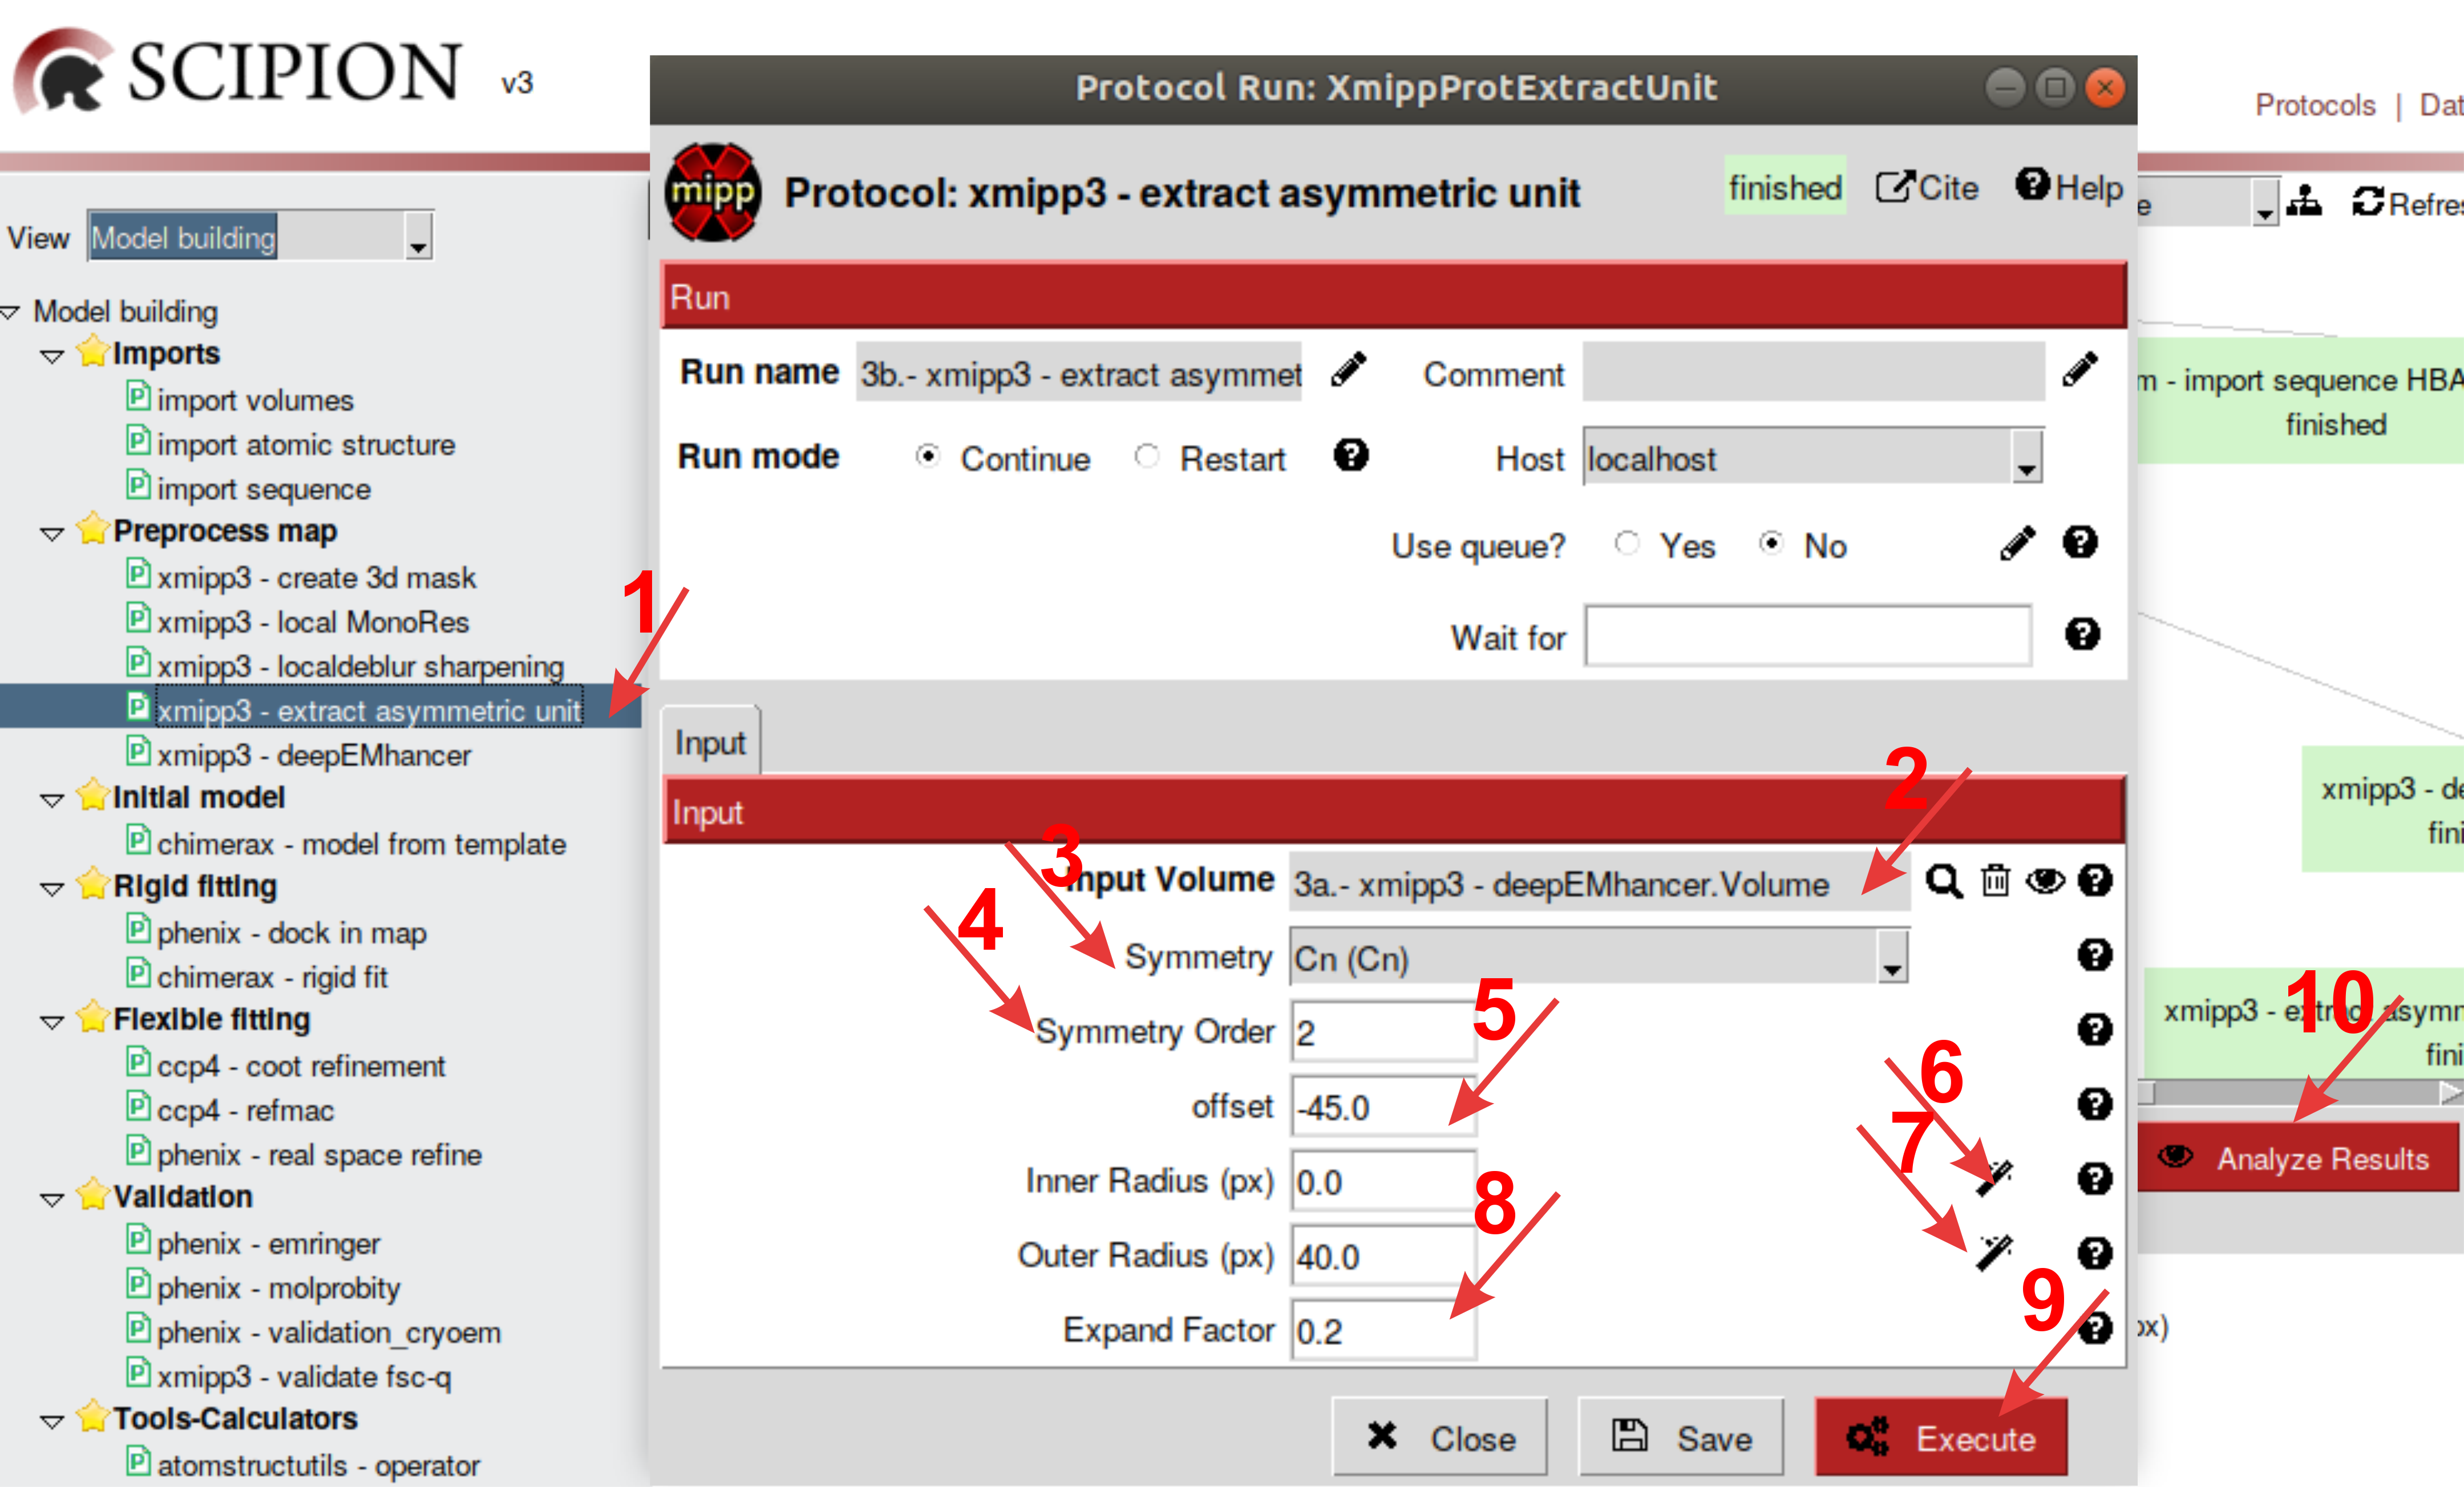 SCIPION v3
Protocol Run: XmippProtExtractUnit
Protocols | Dat
mipp
Protocol: xmipp3 - extract asymmetric unit
finished
Cite
Help
e
Refres
View Model building
Run
Run name 3b.- xmipp3 - extract asymmet
Comment
Run mode Continue Restart
Host localhost
Use queue? Yes No
Wait for
Model building
Imports
import volumes
import atomic structure
import sequence
Preprocess map
xmipp3 - create 3d mask
xmipp3 - local MonoRes
xmipp3 - localdeblur sharpening
xmipp3 - extract asymmetric unit
xmipp3 - deepEMhancer
Initial model
chimerax - model from template
Rigid fitting
phenix - dock in map
chimerax - rigid fit
Flexible fitting
ccp4 - coot refinement
ccp4 - refmac
phenix - real space refine
Validation
phenix - emringer
phenix - molprobity
phenix - validation_cryoem
xmipp3 - validate fsc-q
Tools-Calculators
atomstructutils - operator
1
Input
Input
2
3
Input Volume 3a.- xmipp3 - deepEMhancer.Volume
4
Symmetry Cn (Cn)
5
Symmetry Order 2
6
offset -45.0
7
Inner Radius (px) 0.0
8
Outer Radius (px) 40.0
9
Expand Factor 0.2
Close
Save
Execute
m - import sequence HBA
finished
xmipp3 - de
fini
xmipp3 - extract asymm
fini
10
Analyze Results
px)